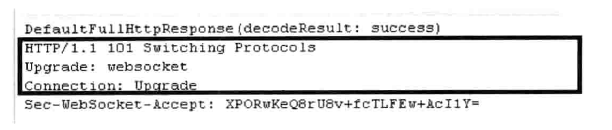 DefaultFullHttpResponse(decodeResult: success)
HTTP/1.1 101 Switching Protocols
Upgrade: websocket
Connection: Upgrade
Sec-WebSocket-Accept: XPORwKeQ8rU8v+fcTLFEw+AcI1Y=